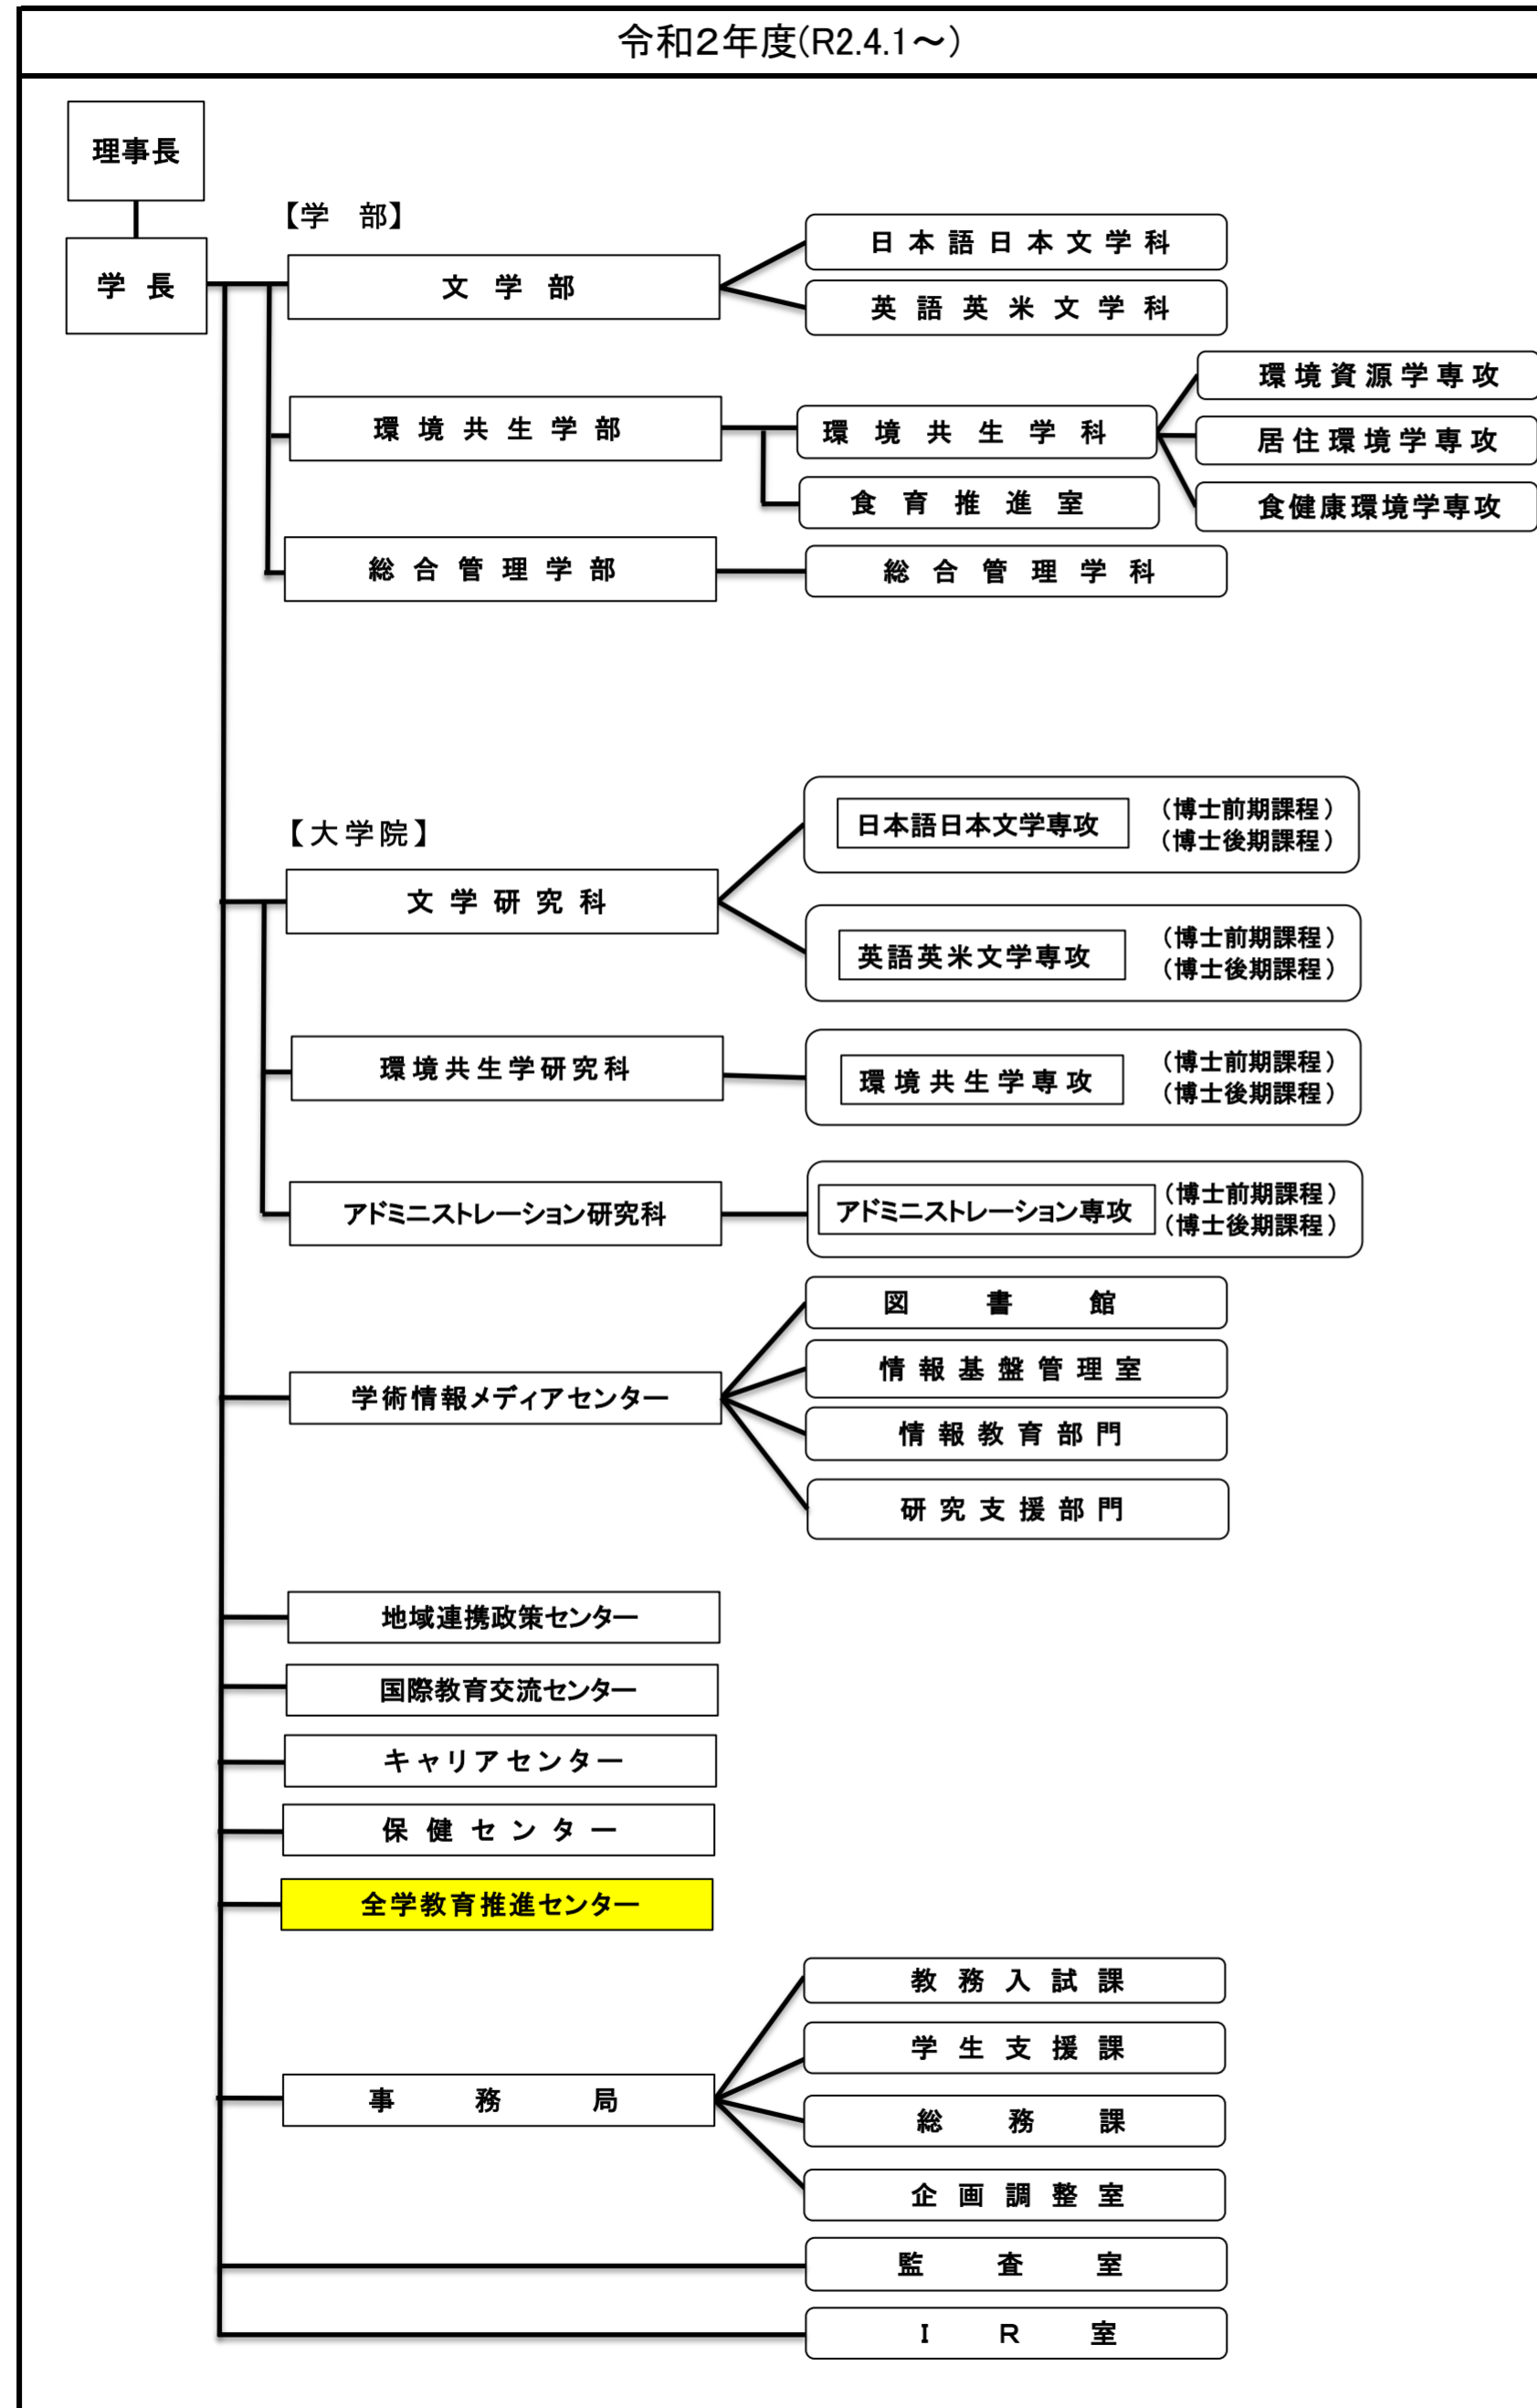 令和2年度(R2.4.1～)
理事長
学長
【学　部】
文学部
日本語日本文学科
英語英米文学科
環境共生学部
環境共生学科
環境資源学専攻
居住環境学専攻
食健康環境学専攻
食育推進室
総合管理学部
総合管理学科
【大学院】
文学研究科
日本語日本文学専攻
（博士前期課程）
（博士後期課程）
英語英米文学専攻
（博士前期課程）
（博士後期課程）
環境共生学研究科
環境共生学専攻
（博士前期課程）
（博士後期課程）
アドミニストレーション研究科
アドミニストレーション専攻
（博士前期課程）
（博士後期課程）
学術情報メディアセンター
図書館
情報基盤管理室
情報教育部門
研究支援部門
地域連携政策センター
国際教育交流センター
キャリアセンター
保健センター
全学教育推進センター
事務局
教務入試課
学生支援課
総務課
企画調整室
監査室
ＩＲ室